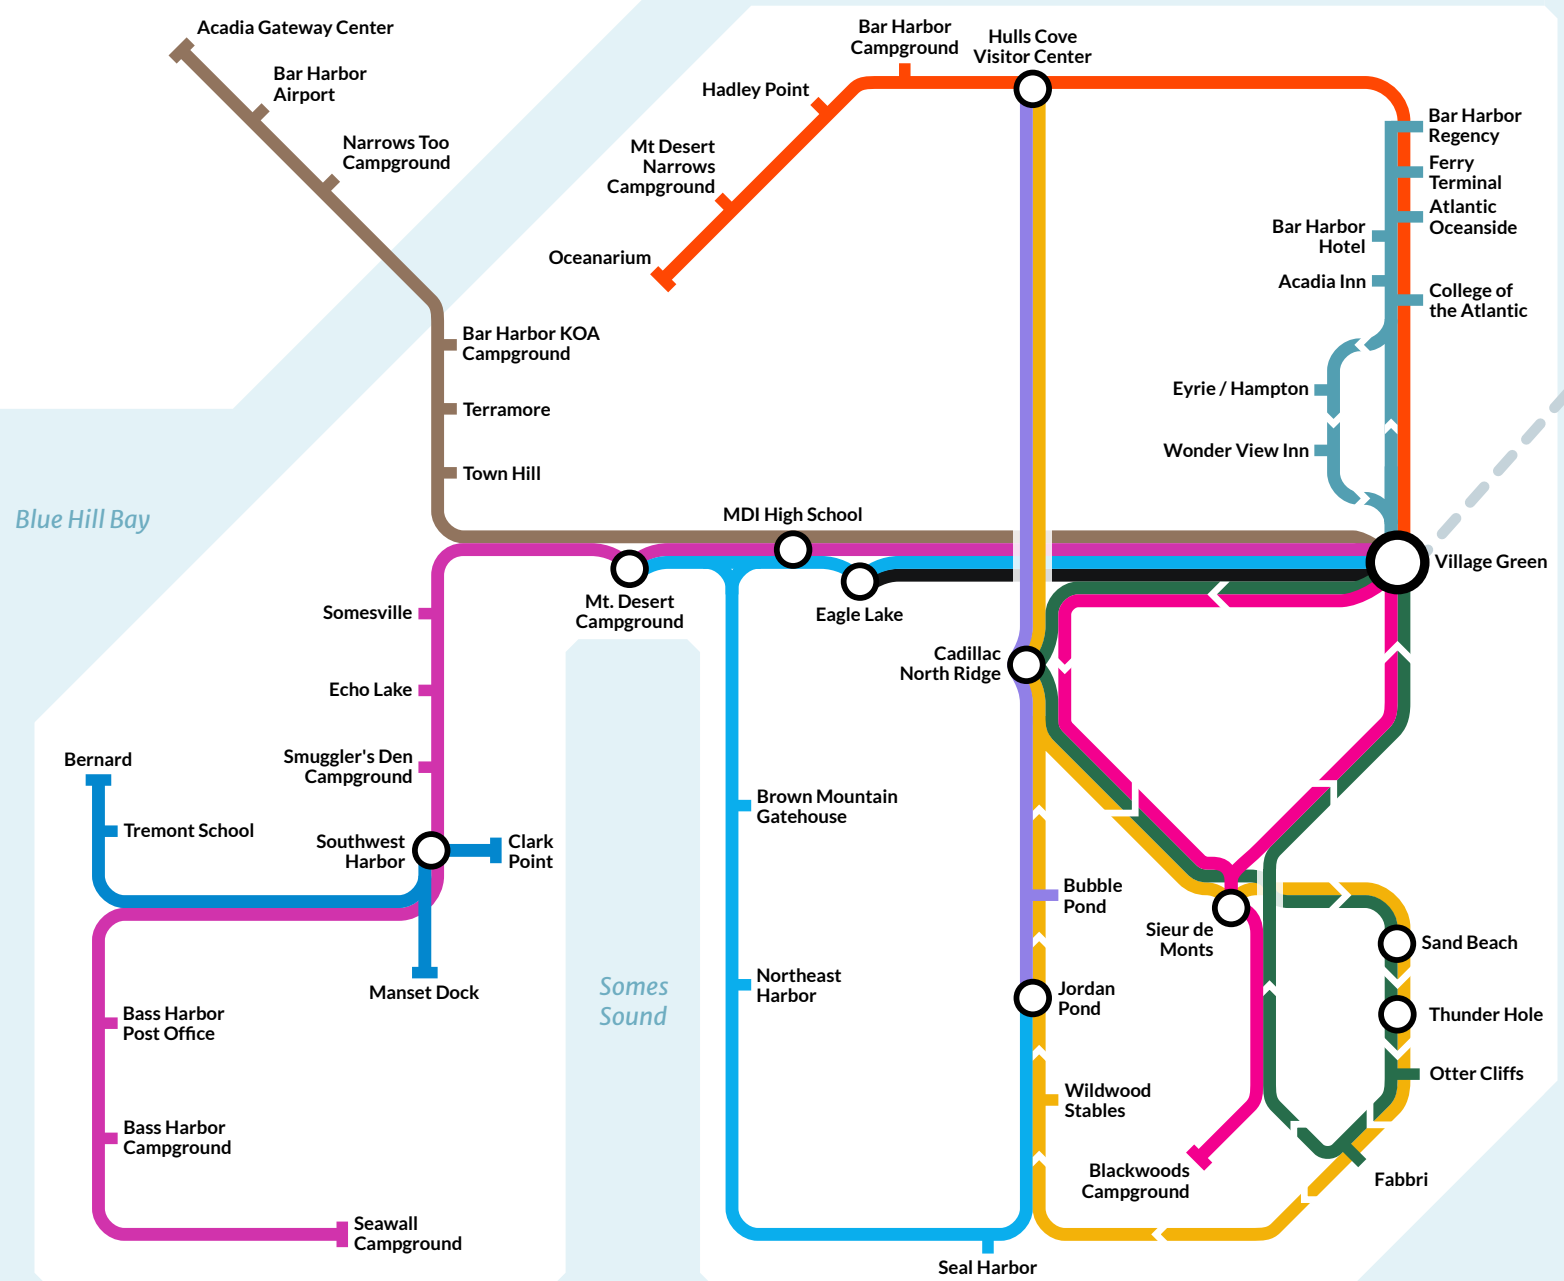 Acadia Gateway Center
Bar Harbor
Airport
Narrows Too
Campground
Bar Harbor
Campground
Hulls Cove
Visitor Center
Hadley Point
Mt Desert
Narrows
Campground
Oceanarium
Bar Harbor
Regency
Ferry
Terminal
Atlantic
Oceanside
Bar Harbor
Hotel
Acadia Inn
College of
the Atlantic
Eyrie / Hampton
Wonder View Inn
Bar Harbor KOA
Campground
Terramore
Town Hill
Blue Hill Bay
MDI High School
Village Green
Mt. Desert
Campground
Eagle Lake
Somesville
Echo Lake
Smuggler's Den
Campground
Cadillac
North Ridge
Bernard
Tremont School
Southwest
Harbor
Clark
Point
Manset Dock
Brown Mountain
Gatehouse
Bubble
Pond
Sieur de
Monts
Sand Beach
Northeast
Harbor
Somes
Sound
Jordan
Pond
Thunder Hole
Bass Harbor
Post Office
Wildwood
Stables
Otter Cliffs
Bass Harbor
Campground
Blackwoods
Campground
Fabbri
Seawall
Campground
Seal Harbor